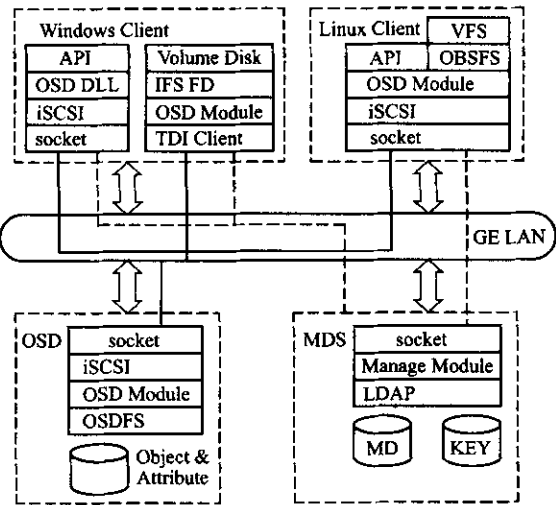 Windows Client
API
OSD DLL
iSCSI
socket
Volume Disk
IFS FD
OSD Module
TDI Client
Linux Client
VFS
API
OBSFS
OSD Module
iSCSI
socket
GE LAN
OSD
socket
iSCSI
OSD Module
OSDFS
Object &
Attribute
MDS
socket
Manage Module
LDAP
MD
KEY